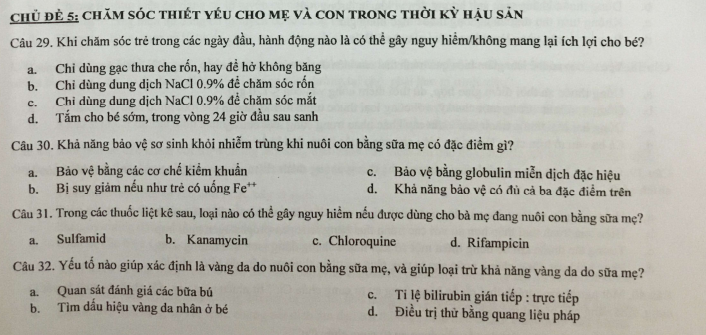 CHỦ ĐỀ 5: CHĂM SÓC THIẾT YẾU CHO MẸ VÀ CON TRONG THỜI KỲ HẬU SẢN
Câu 29. Khi chăm sóc trẻ trong các ngày đầu, hành động nào là có thể gây nguy hiểm/không mang lại ích lợi cho bé?
a. Chỉ dùng gạc thưa che rốn, hay để hở không băng
b. Chỉ dùng dung dịch NaCl 0.9% để chăm sóc rốn
c. Chỉ dùng dung dịch NaCl 0.9% để chăm sóc mắt
d. Tắm cho bé sớm, trong vòng 24 giờ đầu sau sanh
Câu 30. Khả năng bảo vệ sơ sinh khỏi nhiễm trùng khi nuôi con bằng sữa mẹ có đặc điểm gì?
a. Bảo vệ bằng các cơ chế kiềm khuẩn c. Bảo vệ bằng globulin miễn dịch đặc hiệu
b. Bị suy giảm nếu như trẻ có uống Fe++ d. Khả năng bảo vệ có đủ cả ba đặc điểm trên
Câu 31. Trong các thuốc liệt kê sau, loại nào có thể gây nguy hiểm nếu được dùng cho bà mẹ đang nuôi con bằng sữa mẹ?
a. Sulfamid b. Kanamycin c. Chloroquine d. Rifampicin
Câu 32. Yếu tố nào giúp xác định là vàng da do nuôi con bằng sữa mẹ, và giúp loại trừ khả năng vàng da do sữa mẹ?
a. Quan sát đánh giá các bữa bú c. Tỉ lệ bilirubin gián tiếp : trực tiếp
b. Tìm dấu hiệu vàng da nhân ở bé d. Điều trị thử bằng quang liệu pháp